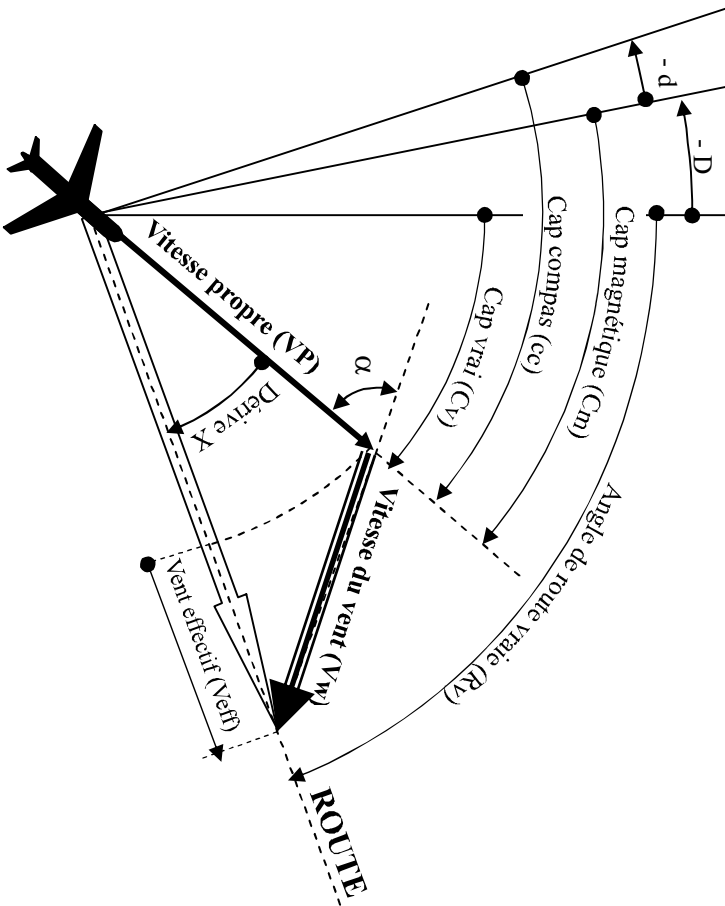 - d
- D
Cap compas (cc)
Cap magnétique (Cm)
Cap vrai (Cv)
Vitesse propre (VP)
α
Dérive X
Angle de route vraie (Rv)
Vitesse du vent (Vw)
Vent effectif (Veff)
ROUTE